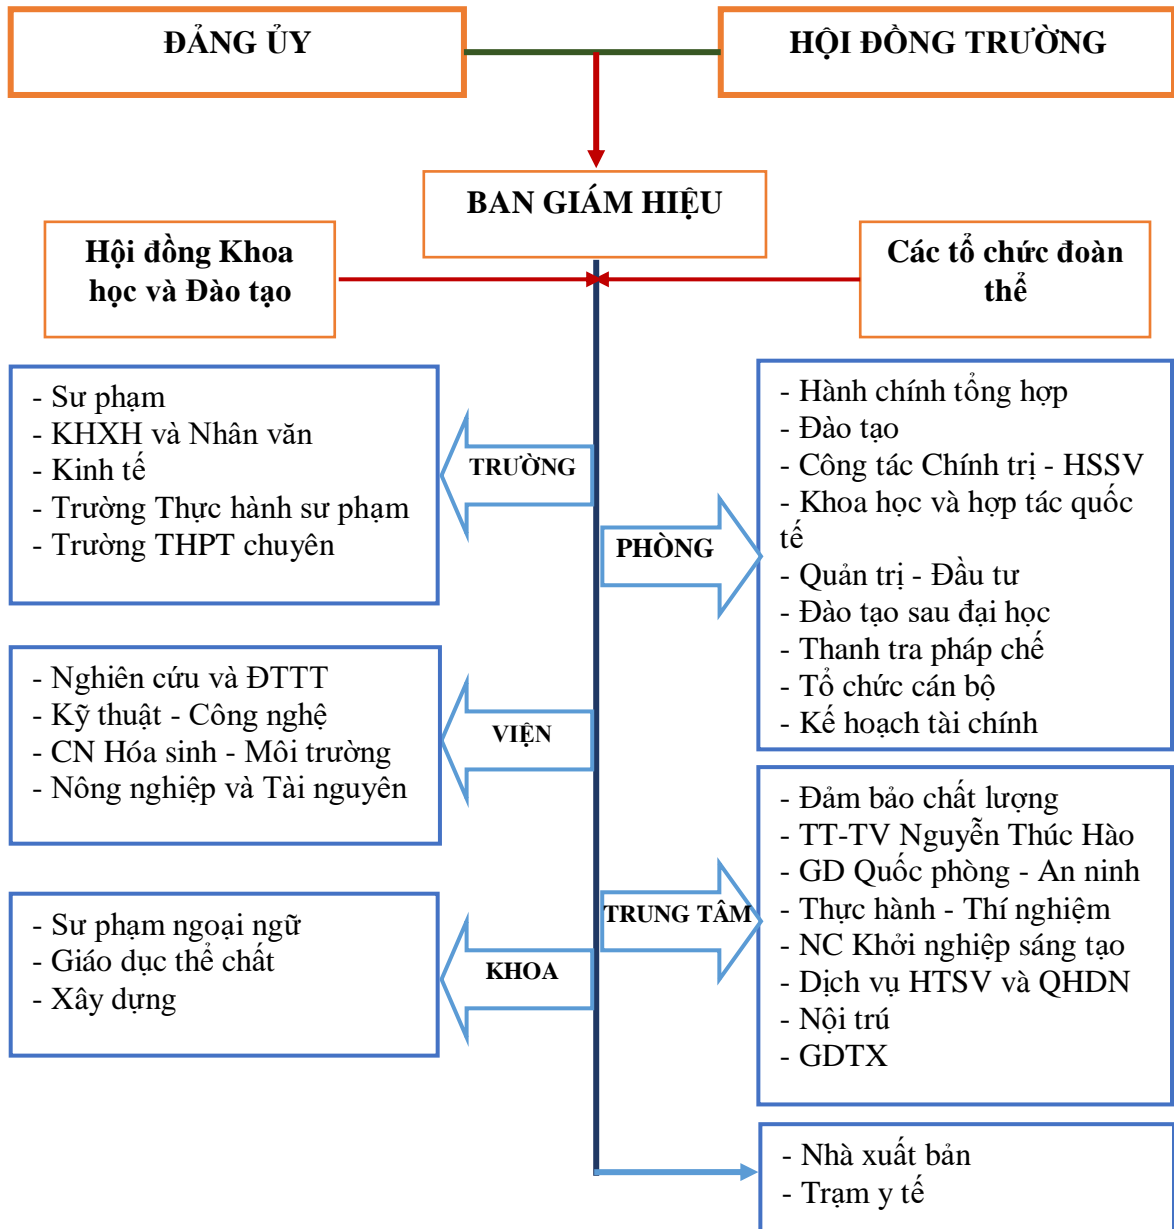 ĐẢNG ỦY
HỘI ĐỒNG TRƯỜNG
BAN GIÁM HIỆU
Hội đồng Khoa
học và Đào tạo
Các tổ chức đoàn
thể
- Sư phạm
- KHXH và Nhân văn
- Kinh tế
- Trường Thực hành sư phạm
- Trường THPT chuyên
TRƯỜNG
PHÒNG
- Hành chính tổng hợp
- Đào tạo
- Công tác Chính trị - HSSV
- Khoa học và hợp tác quốc
tế
- Quản trị - Đầu tư
- Đào tạo sau đại học
- Thanh tra pháp chế
- Tổ chức cán bộ
- Kế hoạch tài chính
- Nghiên cứu và ĐTTT
- Kỹ thuật - Công nghệ
- CN Hóa sinh - Môi trường
- Nông nghiệp và Tài nguyên
VIỆN
TRUNG TÂM
- Đảm bảo chất lượng
- TT-TV Nguyễn Thúc Hào
- GD Quốc phòng - An ninh
- Thực hành - Thí nghiệm
- NC Khởi nghiệp sáng tạo
- Dịch vụ HTSV và QHDN
- Nội trú
- GDTX
- Sư phạm ngoại ngữ
- Giáo dục thể chất
- Xây dựng
KHOA
- Nhà xuất bản
- Trạm y tế